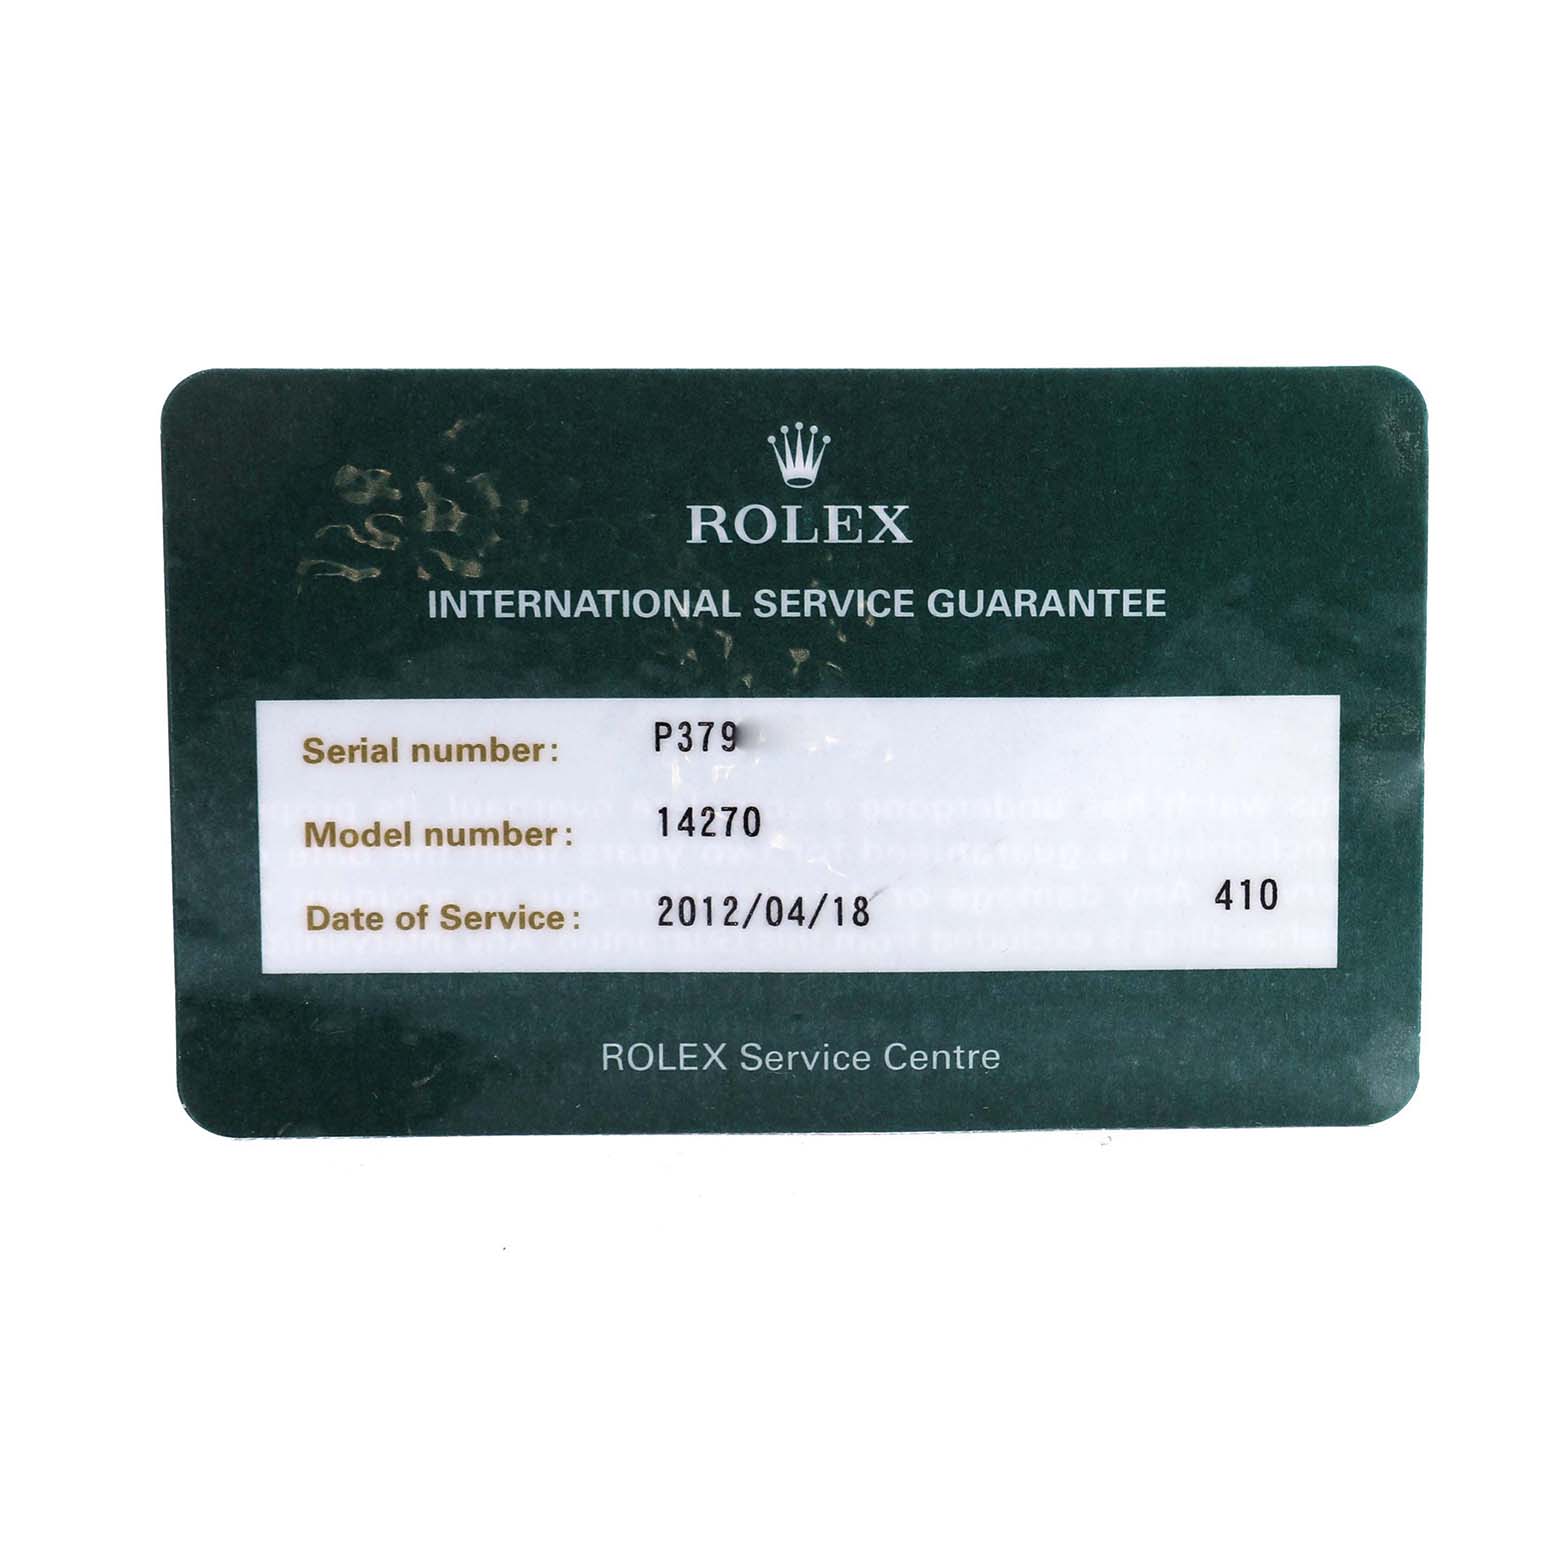 ROLEX
INTERNATIONAL SERVICE GUARANTEE
Serial number: P379
Model number: 14270
Date of Service: 2012/04/18 410
ROLEX Service Centre